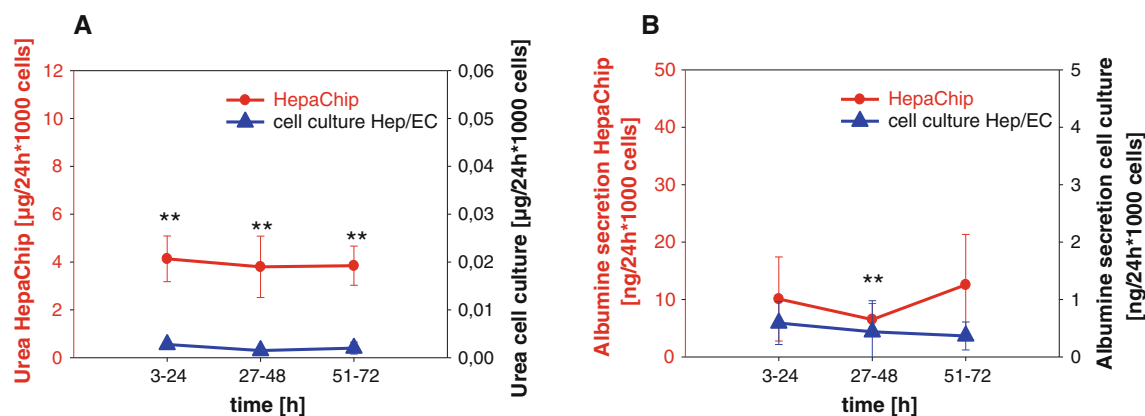 A
Urea HepaChip [µg/24h*1000 cells]
12
10
8
6
4
2
0
HepaChip
cell culture Hep/EC
**
**
**
0,06
0,05
0,04
0,03
0,02
0,01
0,00
Urea cell culture [µg/24h*1000 cells]
3-24
27-48
51-72
time [h]
B
Albumine secretion HepaChip
[ng/24h*1000 cells]
50
40
30
20
10
0
HepaChip
cell culture Hep/EC
**
5
4
3
2
1
0
Albumine secretion cell culture
[ng/24h*1000 cells]
3-24
27-48
51-72
time [h]